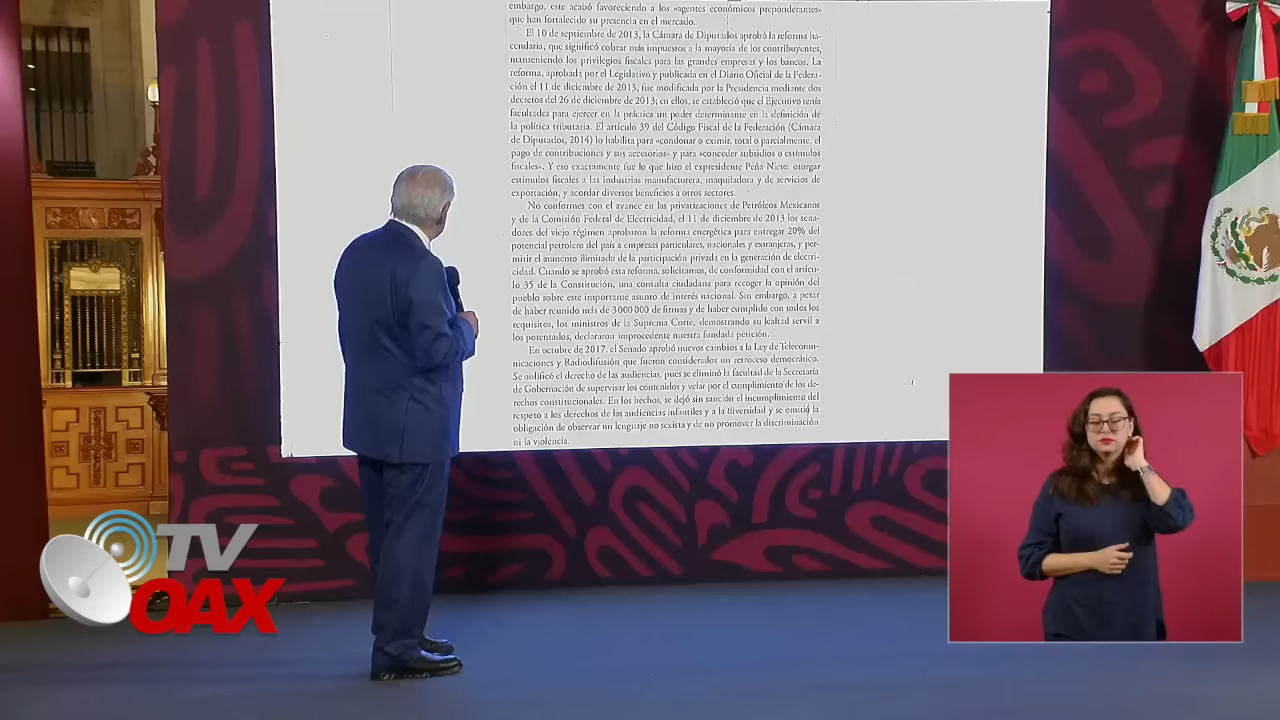 embargo, este acabó favoreciendo a los «agentes económicos preponderantes»
que han fortalecido su presencia en el mercado.
El 10 de septiembre de 2013, la Cámara de Diputados aprobó la reforma ha-
cendaria, que significó cobrar más impuestos a la mayoría de los contribuyentes,
manteniendo los privilegios fiscales para las grandes empresas y los bancos. La
reforma, aprobada por el Legislativo y publicada en el Diario Oficial de la Federa-
ción el 11 de diciembre de 2013, fue modificada por la Presidencia mediante dos
decretos del 26 de diciembre de 2013; en ellos, se estableció que el Ejecutivo tenía
facultades para ejercer en la práctica un poder determinante en la definición de
la política tributaria. El artículo 39 del Código Fiscal de la Federación (Cámara
de Diputados, 2014) lo habilita para «condonar o eximir, total o parcialmente, el
pago de contribuciones y sus accesorios» y para «conceder subsidios o estímulos
fiscales». Y eso exactamente fue lo que hizo el expresidente Peña Nieto: otorgar
estímulos fiscales a las industrias manufacturera, maquiladora y de servicios de
exportación, y acordar diversos beneficios a otros sectores.
No conformes con el avance en las privatizaciones de Petróleos Mexicanos
y de la Comisión Federal de Electricidad, el 11 de diciembre de 2013 los sena-
dores del viejo régimen aprobaron la reforma energética para entregar 20% del
potencial petrolero del país a empresas particulares, nacionales y extranjeras, y per-
mitir el aumento ilimitado de la participación privada en la generación de electri-
cidad. Cuando se aprobó esta reforma, solicitamos, de conformidad con el artícu-
lo 35 de la Constitución, una consulta ciudadana para recoger la opinión del
pueblo sobre este importante asunto de interés nacional. Sin embargo, a pesar
de haber reunido más de 3000 000 de firmas y de haber cumplido con todos los
requisitos, los ministros de la Suprema Corte, demostrando su lealtad servil a
los potentados, declararon improcedente nuestra fundada petición.
En octubre de 2017, el Senado aprobó nuevos cambios a la Ley de Telecomu-
nicaciones y Radiodifusión que fueron considerados un retroceso democrático.
Se nulificó el derecho de las audiencias, pues se eliminó la facultad de la Secretaría
de Gobernación de supervisar los contenidos y velar por el cumplimiento de los de-
rechos constitucionales. En los hechos, se dejó sin sanción el incumplimiento del
respeto a los derechos de las audiencias infantiles y a la diversidad y se omitió la
obligación de observar un lenguaje no sexista y de no promover la discriminación
ni la violencia.
TV
OAX